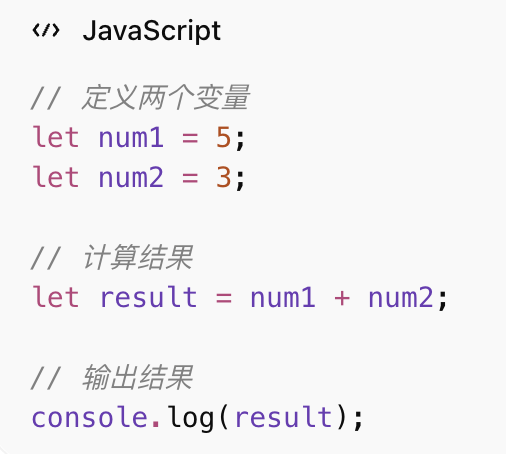 JavaScript
// 定义两个变量
let num1 = 5;
let num2 = 3;
// 计算结果
let result = num1 + num2;
// 输出结果
console.log(result);